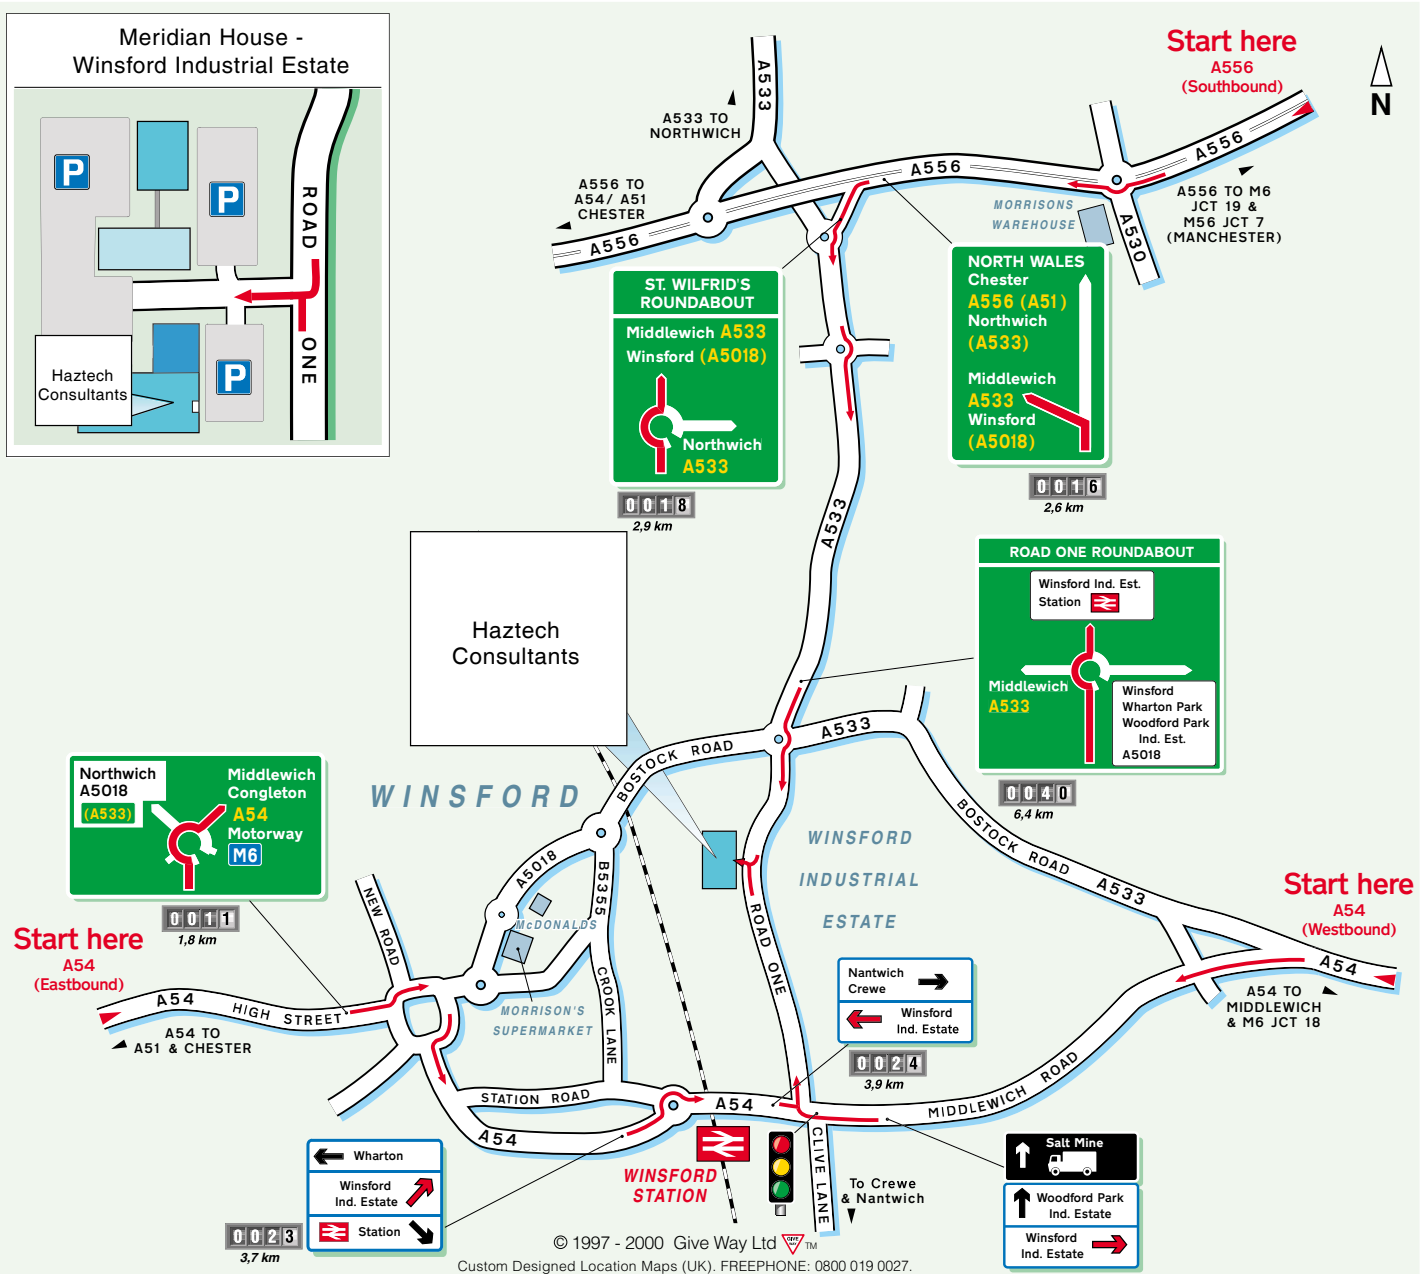 Meridian House -
Winsford Industrial Estate
P
P
P
ROAD
ONE
Haztech
Consultants
Start here
A556
(Southbound)
N
A533
A533 TO
NORTHWICH
A556 TO
A54/ A51
CHESTER
A556
A556
A556
A556 TO M6
JCT 19 &
M56 JCT 7
(MANCHESTER)
MORRISONS
WAREHOUSE
A530
ST. WILFRID'S
ROUNDABOUT
Middlewich A533
Winsford (A5018)
Northwich
A533
0018
2,9 km
NORTH WALES
Chester
A556 (A51)
Northwich
(A533)
Middlewich
A533
Winsford
(A5018)
0016
2,6 km
A533
Haztech
Consultants
ROAD ONE ROUNDABOUT
Winsford Ind. Est.
Station
Middlewich
A533
Winsford
Wharton Park
Woodford Park
Ind. Est.
A5018
0040
6,4 km
A533
BOSTOCK ROAD
WINSFORD
Northwich
A5018
(A533)
Middlewich
Congleton
A54
Motorway
M6
0011
1,8 km
WINSFORD
INDUSTRIAL
ESTATE
BOSTOCK ROAD
A533
Start here
A54
(Westbound)
A54
A54 TO
MIDDLEWICH
& M6 JCT 18
Start here
A54
(Eastbound)
A54
HIGH STREET
A54 TO
A51 & CHESTER
NEW ROAD
A5018
B5355
McDONALDS
MORRISON'S
SUPERMARKET
CROOK LANE
ROAD ONE
Nantwich
Crewe
Winsford
Ind. Estate
0024
3,9 km
STATION ROAD
A54
A54
MIDDLEWICH ROAD
CLIVE LANE
WINSFORD
STATION
To Crewe
& Nantwich
Wharton
Winsford
Ind. Estate
Station
0023
3,7 km
Salt Mine
Woodford Park
Ind. Estate
Winsford
Ind. Estate
© 1997 - 2000 Give Way Ltd GIVE WAY TM
Custom Designed Location Maps (UK). FREEPHONE: 0800 019 0027.